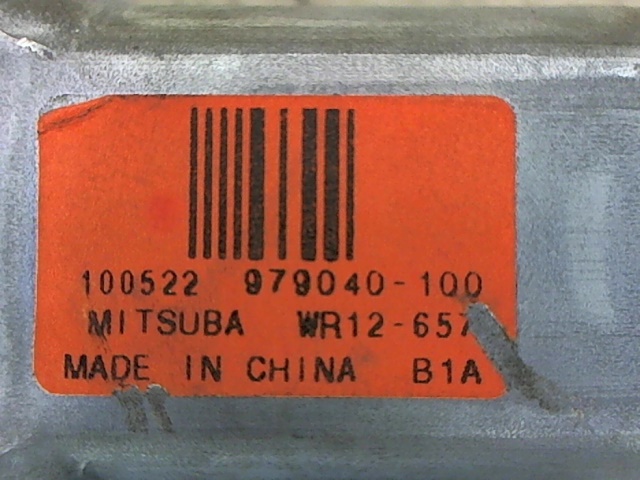 100522 979040-100
MITSUBA WR12-657
MADE IN CHINA B1A